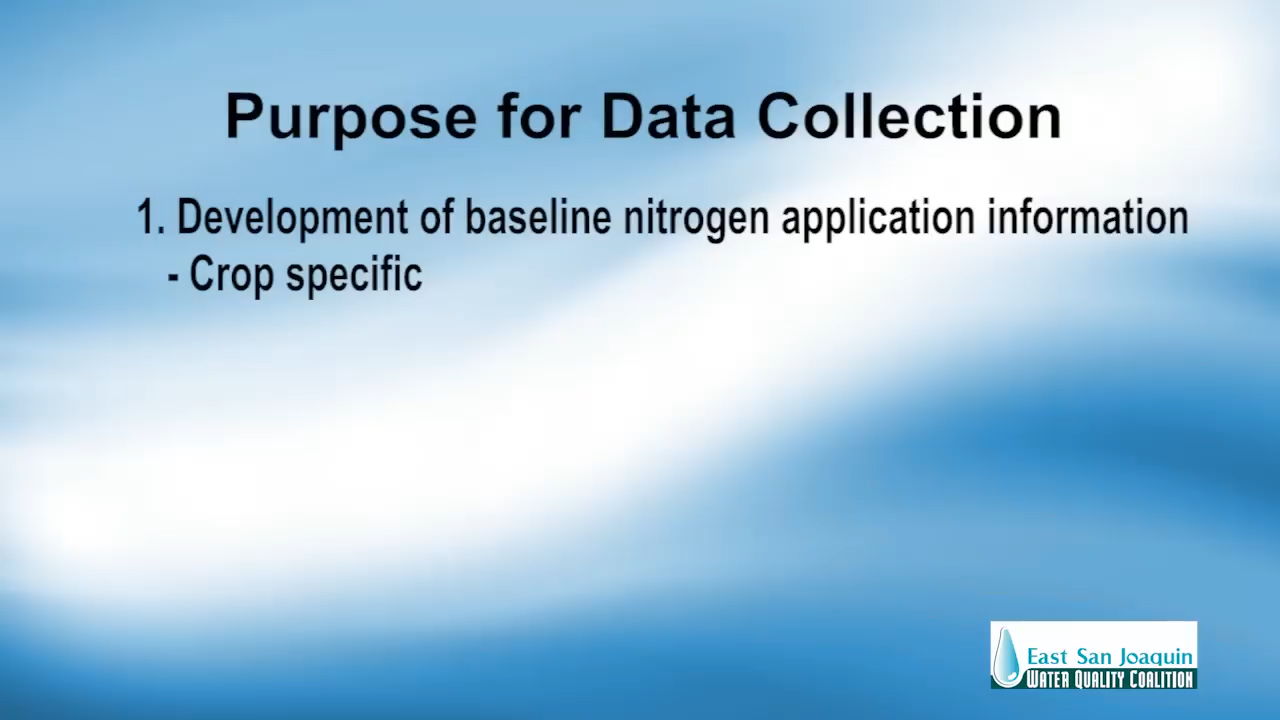 Purpose for Data Collection
1. Development of baseline nitrogen application information
- Crop specific
East San Joaquin
WATER QUALITY COALITION